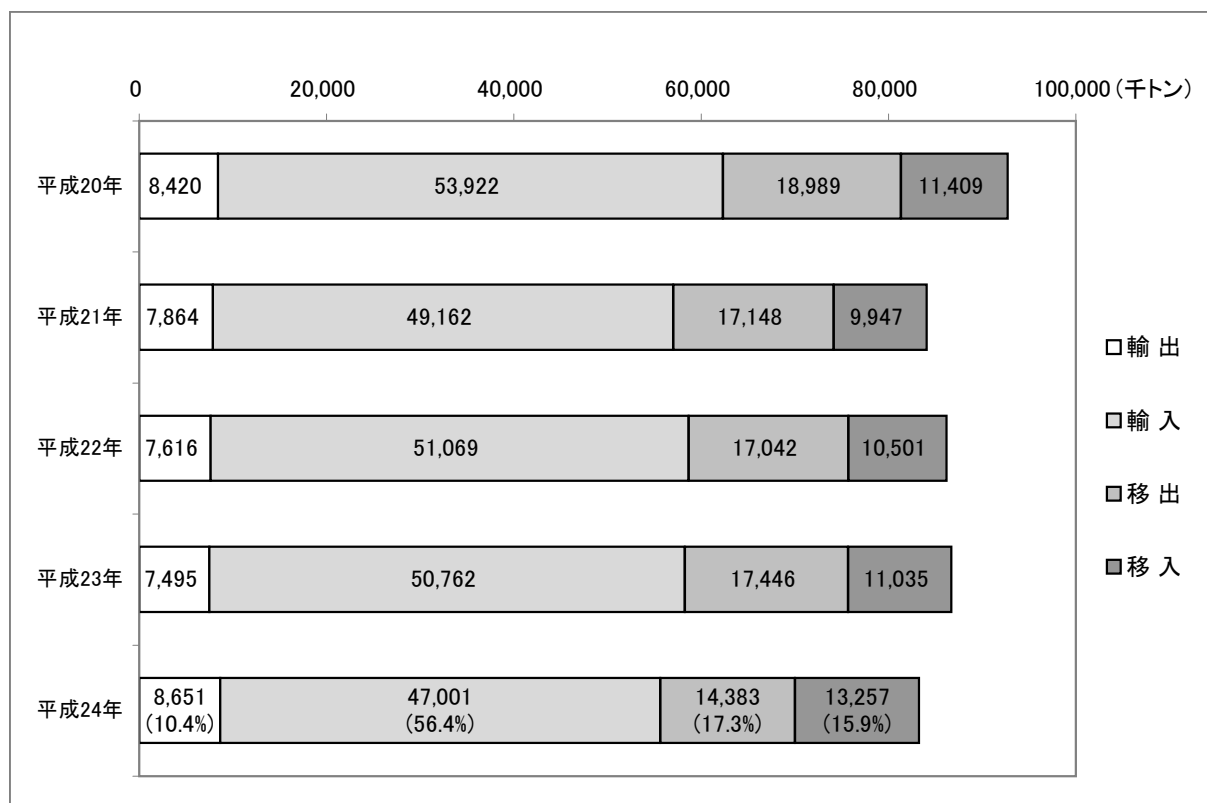 0 20,000 40,000 60,000 80,000 100,000(千トン)
平成20年 8,420 53,922 18,989 11,409
平成21年 7,864 49,162 17,148 9,947
平成22年 7,616 51,069 17,042 10,501
平成23年 7,495 50,762 17,446 11,035
平成24年 8,651 47,001 14,383 13,257
(10.4%) (56.4%) (17.3%) (15.9%)
輸 出
輸 入
移 出
移 入